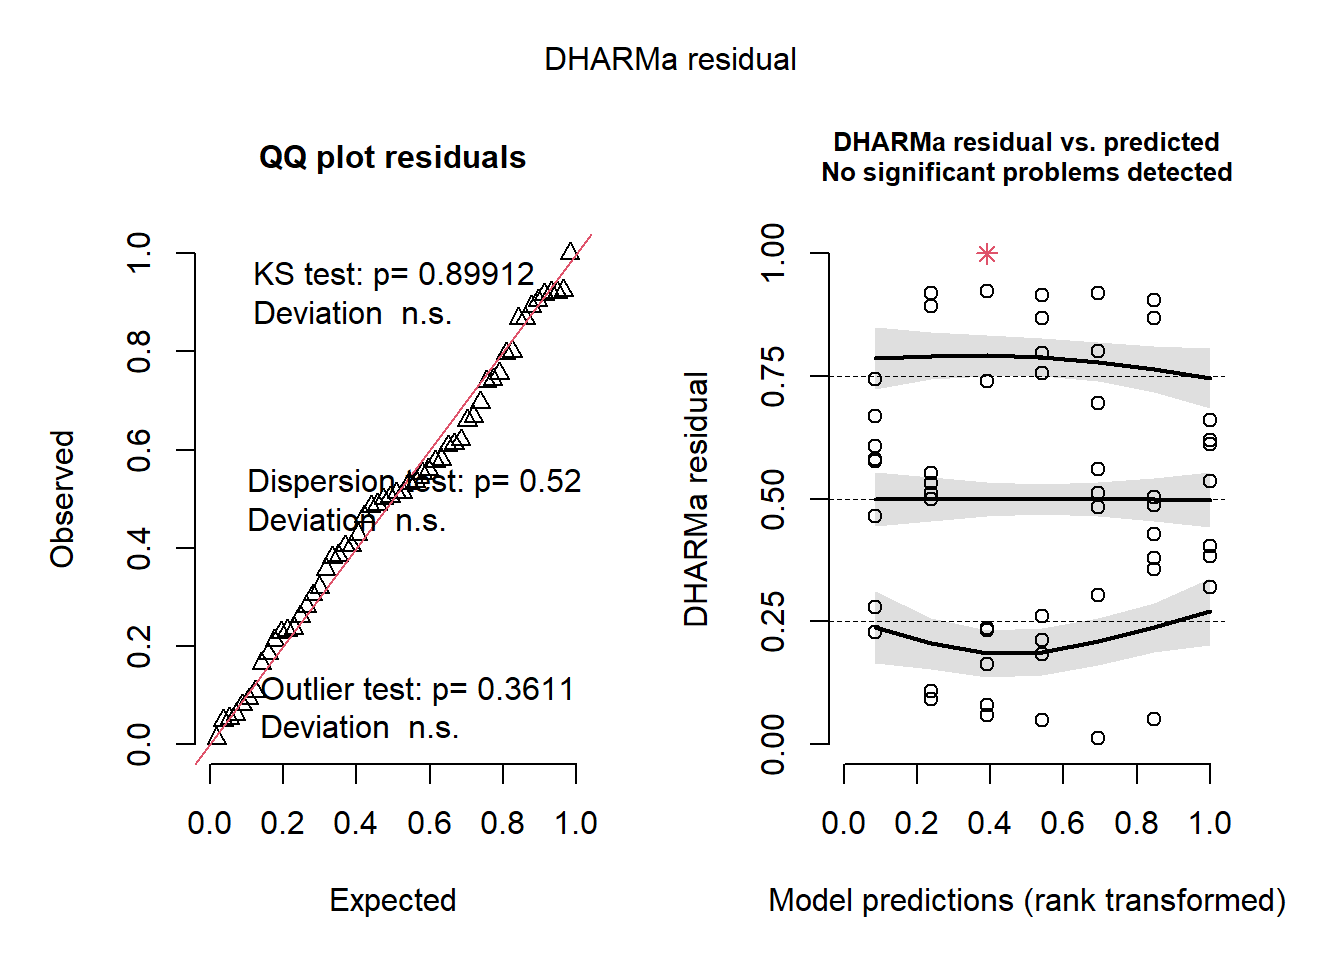 DHARMa residual
QQ plot residuals
KS test: p= 0.89912
Deviation  n.s.
Dispersion test: p= 0.52
Deviation  n.s.
Outlier test: p= 0.3611
Deviation  n.s.
Observed
0.0 0.2 0.4 0.6 0.8 1.0
0.0 0.2 0.4 0.6 0.8 1.0
Expected
DHARMa residual vs. predicted
No significant problems detected
DHARMa residual
0.00 0.25 0.50 0.75 1.00
0.0 0.2 0.4 0.6 0.8 1.0
Model predictions (rank transformed)